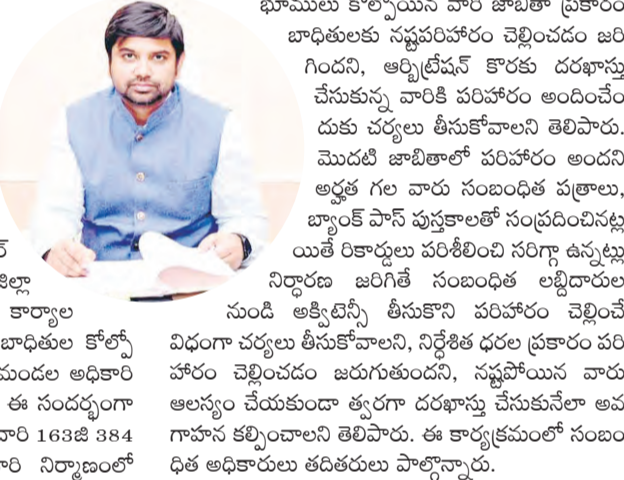 ర్
జిల్లా
కార్యాల
బాధితుల కోల్పో
మండల అధికారి
ఈ సందర్భంగా
దారి 163జి 384
దారి నిర్మాణంలో
భూములు కోల్పోయిన వారి జాబితా ప్రకారం
బాధితులకు నష్టపరిహారం చెల్లించడం జరి
గిందని, ఆర్బిట్రేషన్ కొరకు దరఖాస్తు
చేసుకున్న వారికి పరిహారం అందించేం
దుకు చర్యలు తీసుకోవాలని తెలిపారు.
మొదటి జాబితాలో పరిహారం అందని
అర్హత గల వారు సంబంధిత పత్రాలు,
బ్యాంక్ పాస్ పుస్తకాలతో సంప్రదించినట్ల
యితే రికార్డులు పరిశీలించి సరిగ్గా ఉన్నట్లు
నిర్ధారణ జరిగితే సంబంధిత లబ్దిదారుల
నుండి అక్విటెన్సీ తీసుకొని పరిహారం చెల్లించే
విధంగా చర్యలు తీసుకోవాలని, నిర్దేశిత ధరల ప్రకారం పరి
హారం చెల్లించడం జరుగుతుందని, నష్టపోయిన వారు
ఆలస్యం చేయకుండా త్వరగా దరఖాస్తు చేసుకునేలా అవ
గాహన కల్పించాలని తెలిపారు. ఈ కార్యక్రమంలో సంబం
ధిత అధికారులు తదితరులు పాల్గొన్నారు.